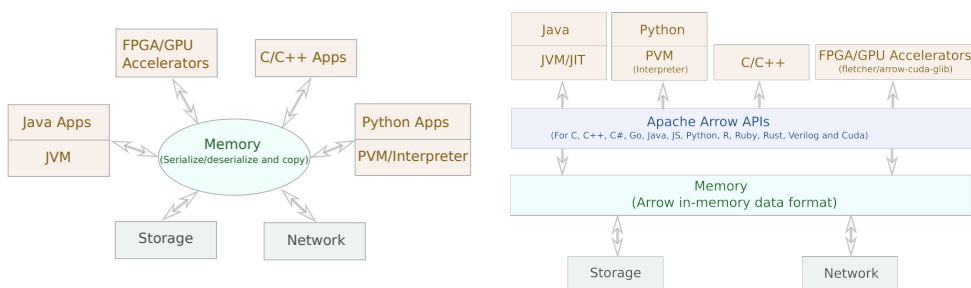 FPGA/GPU
Accelerators
C/C++ Apps
Java Apps
JVM
Python Apps
PVM/Interpreter
Memory
(Serialize/deserialize and copy)
Storage
Network
Java
JVM/JIT
Python
PVM
(Interpreter)
C/C++
FPGA/GPU Accelerators
(fletcher/arrow-cuda-glib)
Apache Arrow APIs
(For C, C++, C#, Go, Java, JS, Python, R, Ruby, Rust, Verilog and Cuda)
Memory
(Arrow in-memory data format)
Storage
Network